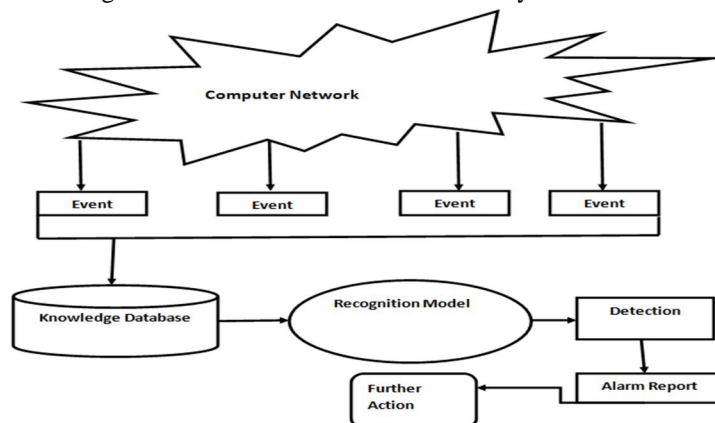 Computer Network
Event
Event
Event
Event
Knowledge Database
Recognition Model
Detection
Alarm Report
Further
Action